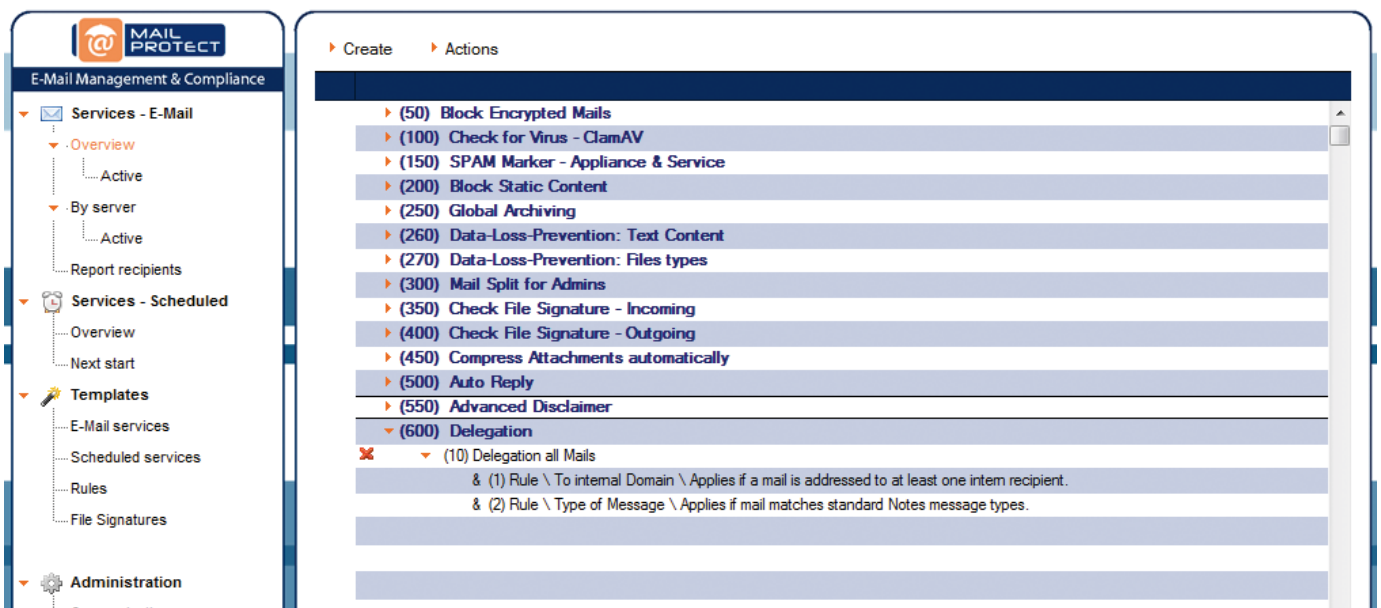 @ MAIL
PROTECT
E-Mail Management & Compliance
Services - E-Mail
Overview
Active
By server
Active
Report recipients
Services - Scheduled
Overview
Next start
Templates
E-Mail services
Scheduled services
Rules
File Signatures
Administration
Create Actions
(50) Block Encrypted Mails
(100) Check for Virus - ClamAV
(150) SPAM Marker - Appliance & Service
(200) Block Static Content
(250) Global Archiving
(260) Data-Loss-Prevention: Text Content
(270) Data-Loss-Prevention: Files types
(300) Mail Split for Admins
(350) Check File Signature - Incoming
(400) Check File Signature - Outgoing
(450) Compress Attachments automatically
(500) Auto Reply
(550) Advanced Disclaimer
(600) Delegation
(10) Delegation all Mails
& (1) Rule \ To internal Domain \ Applies if a mail is addressed to at least one intern recipient.
& (2) Rule \ Type of Message \ Applies if mail matches standard Notes message types.